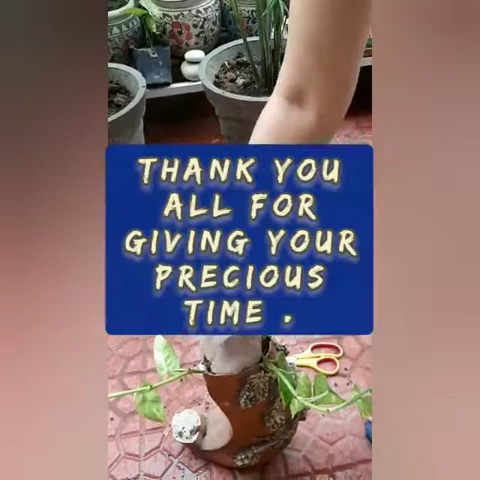 THANK YOU
ALL FOR
GIVING YOUR
PRECIOUS
TIME .